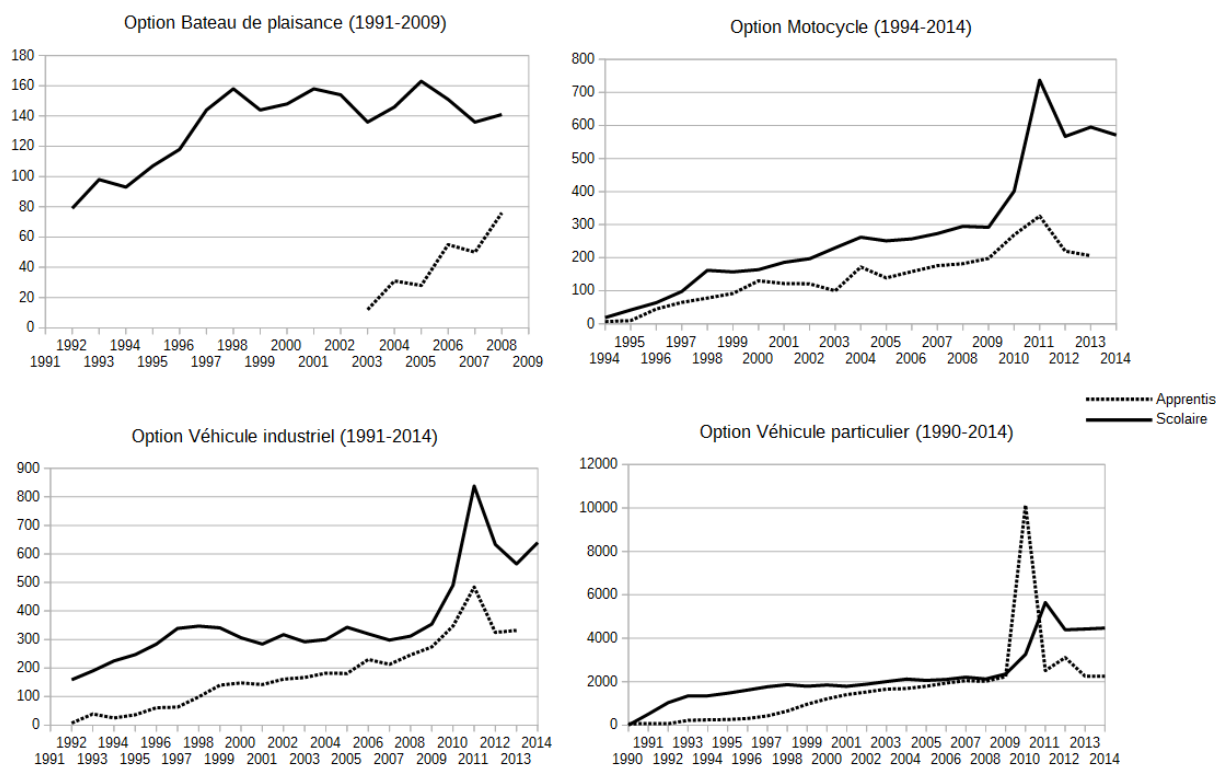 Option Bateau de plaisance (1991-2009)
180
160
140
120
100
80
60
40
20
0
1992 1994 1996 1998 2000 2002 2004 2006 2008
1991 1993 1995 1997 1999 2001 2003 2005 2007 2009
Option Motocycle (1994-2014)
800
700
600
500
400
300
200
100
0
1995 1997 1999 2001 2003 2005 2007 2009 2011 2013
1994 1996 1998 2000 2002 2004 2006 2008 2010 2012 2014
Apprentis
Scolaire
Option Véhicule industriel (1991-2014)
900
800
700
600
500
400
300
200
100
0
1992 1994 1996 1998 2000 2002 2004 2006 2008 2010 2012 2014
1991 1993 1995 1997 1999 2001 2003 2005 2007 2009 2011 2013
Option Véhicule particulier (1990-2014)
12000
10000
8000
6000
4000
2000
0
1991 1993 1995 1997 1999 2001 2003 2005 2007 2009 2011 2013
1990 1992 1994 1996 1998 2000 2002 2004 2006 2008 2010 2012 2014